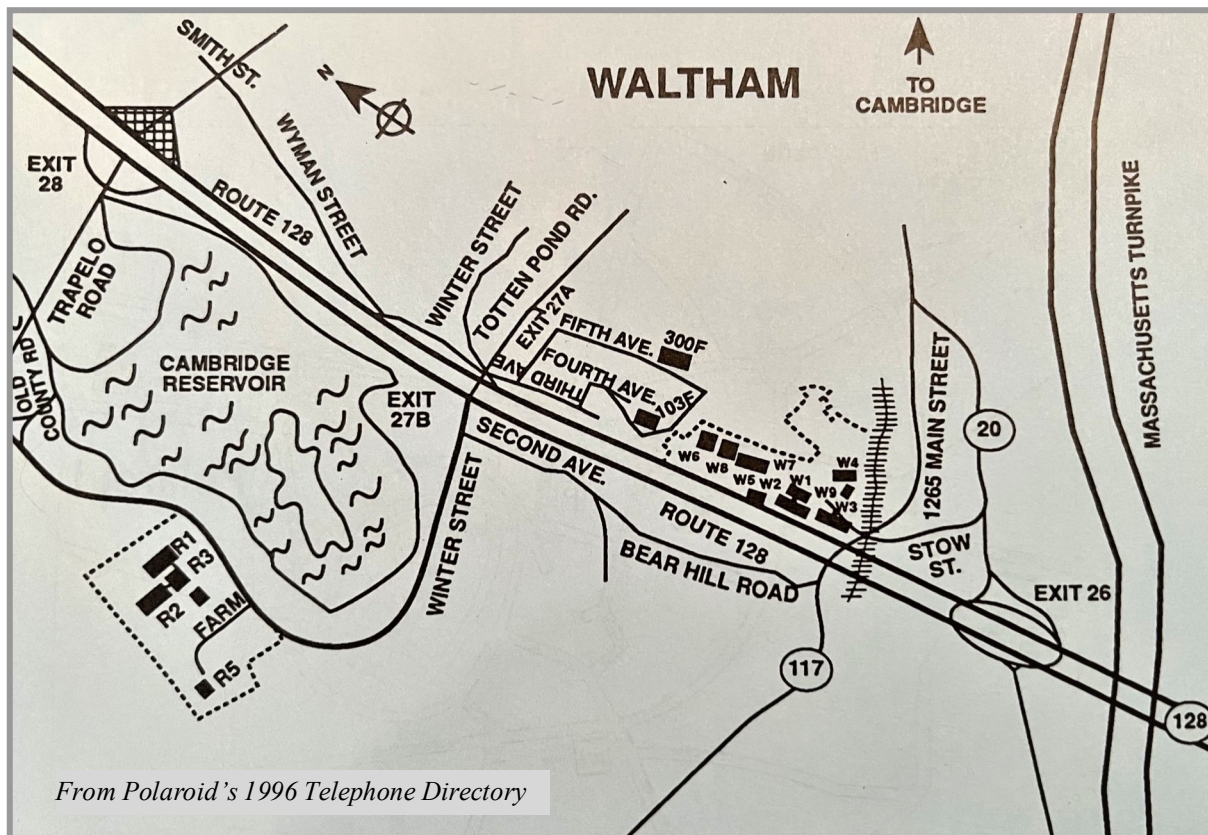 SMITH ST.
N
WALTHAM
TO
CAMBRIDGE
EXIT
28
ROUTE 128
WYMAN STREET
WINTER STREET
TOTTEN POND RD.
MASSACHUSETTS TURNPIKE
TRAPELO
ROAD
OLD
COUNTY RD
CAMBRIDGE
RESERVOIR
EXIT
27B
EXIT 27A
THIRD AVE
FIFTH AVE.
300F
FOURTH AVE.
103F
SECOND AVE.
W6
W8
W7
W5
W2
W1
W4
W9
W3
1265 MAIN STREET
20
ROUTE 128
BEAR HILL ROAD
STOW
ST.
EXIT 26
WINTER STREET
R1
R3
R2
FARM
R5
117
128
From Polaroid's 1996 Telephone Directory